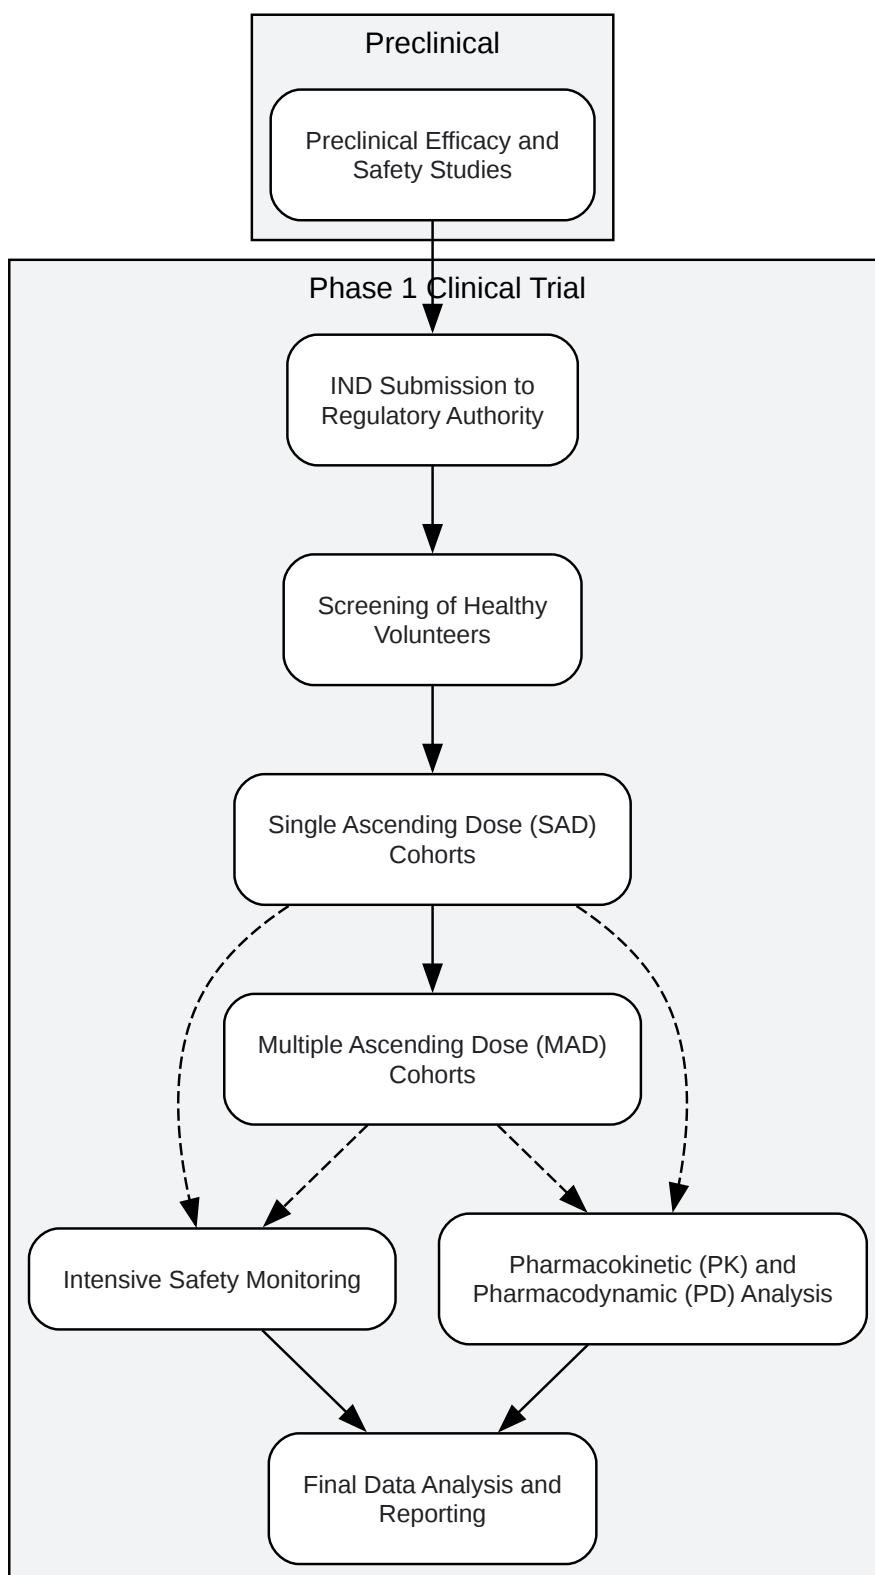 Preclinical
Preclinical Efficacy and
Safety Studies
Phase 1 Clinical Trial
IND Submission to
Regulatory Authority
Screening of Healthy
Volunteers
Single Ascending Dose (SAD)
Cohorts
Multiple Ascending Dose (MAD)
Cohorts
Intensive Safety Monitoring
Pharmacokinetic (PK) and
Pharmacodynamic (PD) Analysis
Final Data Analysis and
Reporting